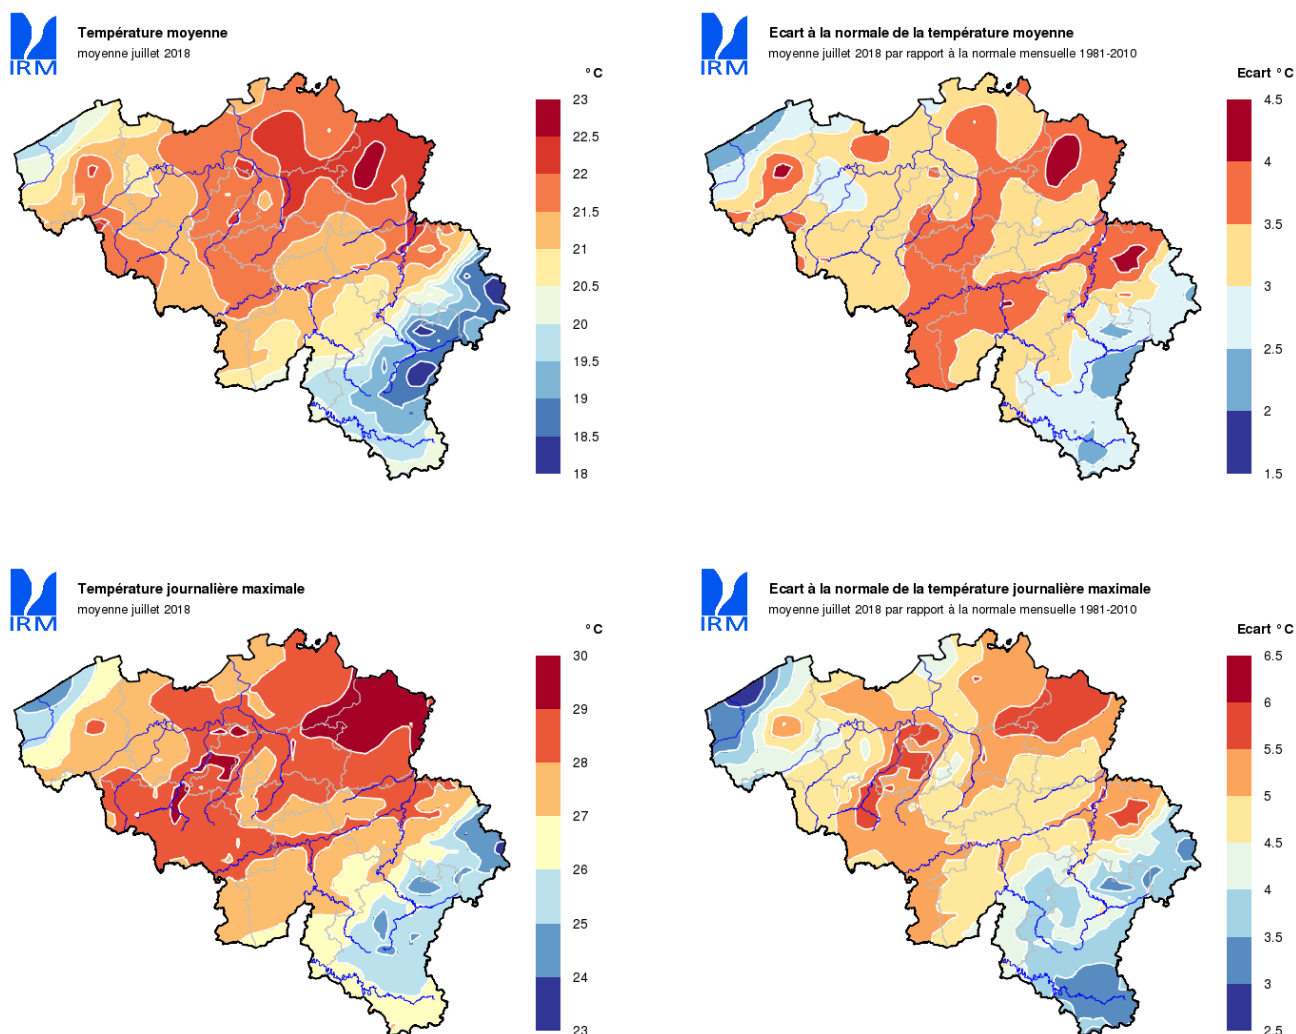 IRM
Température moyenne
moyenne juillet 2018
°C
23
22.5
22
21.5
21
20.5
20
19.5
19
18.5
18
IRM
Ecart à la normale de la température moyenne
moyenne juillet 2018 par rapport à la normale mensuelle 1981-2010
Ecart °C
4.5
4
3.5
3
2.5
2
1.5
IRM
Température journalière maximale
moyenne juillet 2018
°C
30
29
28
27
26
25
24
23
IRM
Ecart à la normale de la température journalière maximale
moyenne juillet 2018 par rapport à la normale mensuelle 1981-2010
Ecart °C
6.5
6
5.5
5
4.5
4
3.5
3
2.5